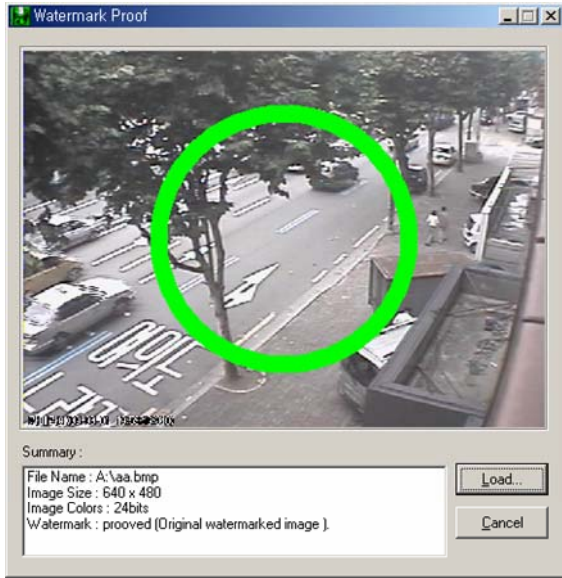 Watermark Proof
Summary :
File Name : A:\aa.bmp
Image Size : 640 x 480
Image Colors : 24bits
Watermark : prooved (Original watermarked image ).
Load...
Cancel